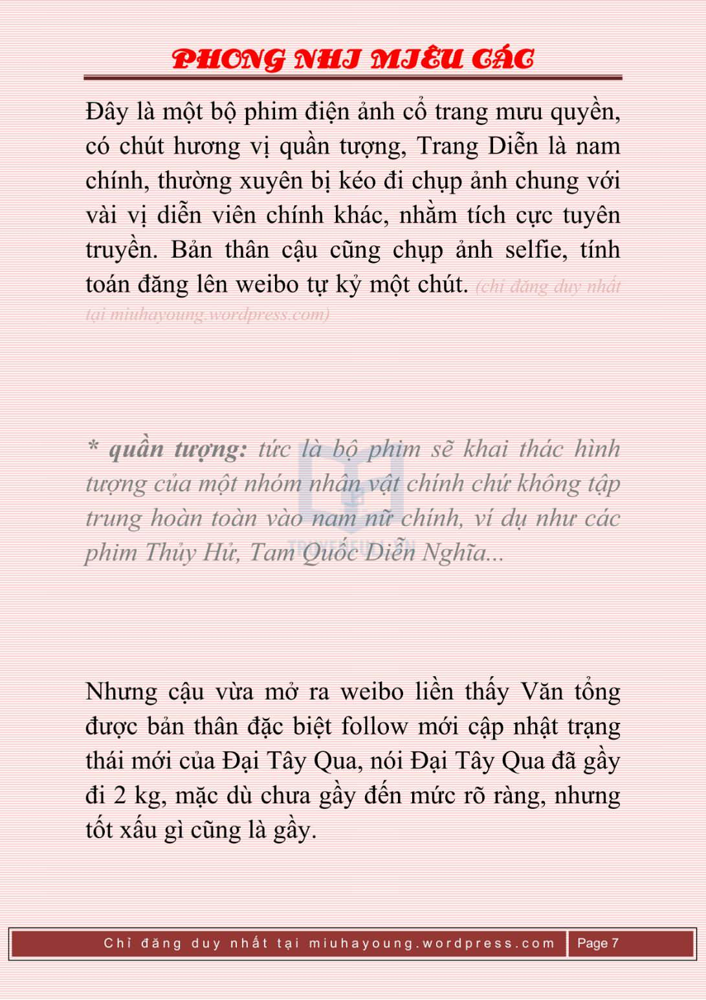 PHONG NHI MIÊU CÁC
Đây là một bộ phim điện ảnh cổ trang mưu quyền,
có chút hương vị quần tượng, Trang Diễn là nam
chính, thường xuyên bị kéo đi chụp ảnh chung với
vài vị diễn viên chính khác, nhằm tích cực tuyên
truyền. Bản thân cậu cũng chụp ảnh selfie, tính
toán đăng lên weibo tự kỷ một chút. (chỉ đăng duy nhất
tại miuhayoung.wordpress.com)
* quần tượng: tức là bộ phim sẽ khai thác hình
tượng của một nhóm nhân vật chính chứ không tập
trung hoàn toàn vào nam nữ chính, ví dụ như các
phim Thủy Hử, Tam Quốc Diễn Nghĩa...
TRUYENFULL.VN
Nhưng cậu vừa mở ra weibo liền thấy Văn tổng
được bản thân đặc biệt follow mới cập nhật trạng
thái mới của Đại Tây Qua, nói Đại Tây Qua đã gầy
đi 2 kg, mặc dù chưa gầy đến mức rõ ràng, nhưng
tốt xấu gì cũng là gầy.
Chỉ đăng duy nhất tại miuhayoung.wordpress.com Page 7